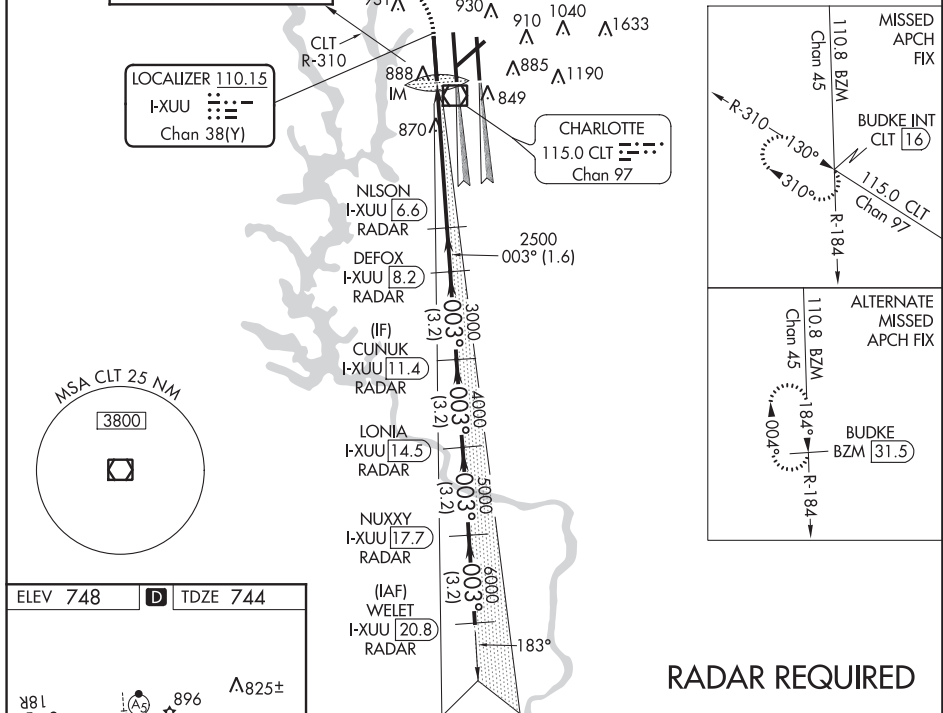 930
910
1040
1633
CLT
R-310
888
885
1190
IM
849
870
LOCALIZER 110.15
I-XUU
Chan 38(Y)
CHARLOTTE
115.0 CLT
Chan 97
NLSON
I-XUU 6.6
RADAR
2500
003° (1.6)
DEFOX
I-XUU 8.2
RADAR
3000
003°
(3.2)
(IF)
CUNUK
I-XUU 11.4
RADAR
4000
003°
(3.2)
LONIA
I-XUU 14.5
RADAR
5000
003°
(3.2)
NUXXY
I-XUU 17.7
RADAR
6000
003°
(3.2)
(IAF)
WELET
I-XUU 20.8
RADAR
183°
MSA CLT 25 NM
3800
MISSED
APCH
FIX
110.8 BZM
Chan 45
R-310
130°
310°
BUDKE INT
CLT 16
115.0 CLT
Chan 97
R-184
ALTERNATE
MISSED
APCH FIX
110.8 BZM
Chan 45
184°
004°
BUDKE
BZM 31.5
R-184
ELEV 748
D
TDZE 744
18R
A5
896
825±
RADAR REQUIRED